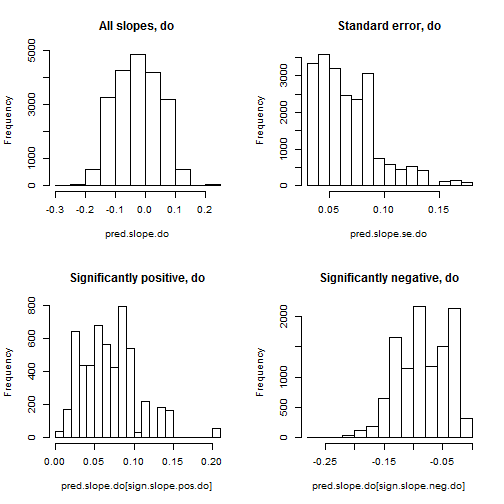 All slopes, do
Frequency
0 1000 3000 5000
-0.3 -0.2 -0.1 0.0 0.1 0.2
pred.slope.do
Standard error, do
Frequency
0 1000 3000
0.05 0.10 0.15
pred.slope.se.do
Significantly positive, do
Frequency
0 200 400 600 800
0.00 0.05 0.10 0.15 0.20
pred.slope.do[sign.slope.pos.do]
Significantly negative, do
Frequency
0 500 1000 2000
-0.25 -0.15 -0.05
pred.slope.do[sign.slope.neg.do]